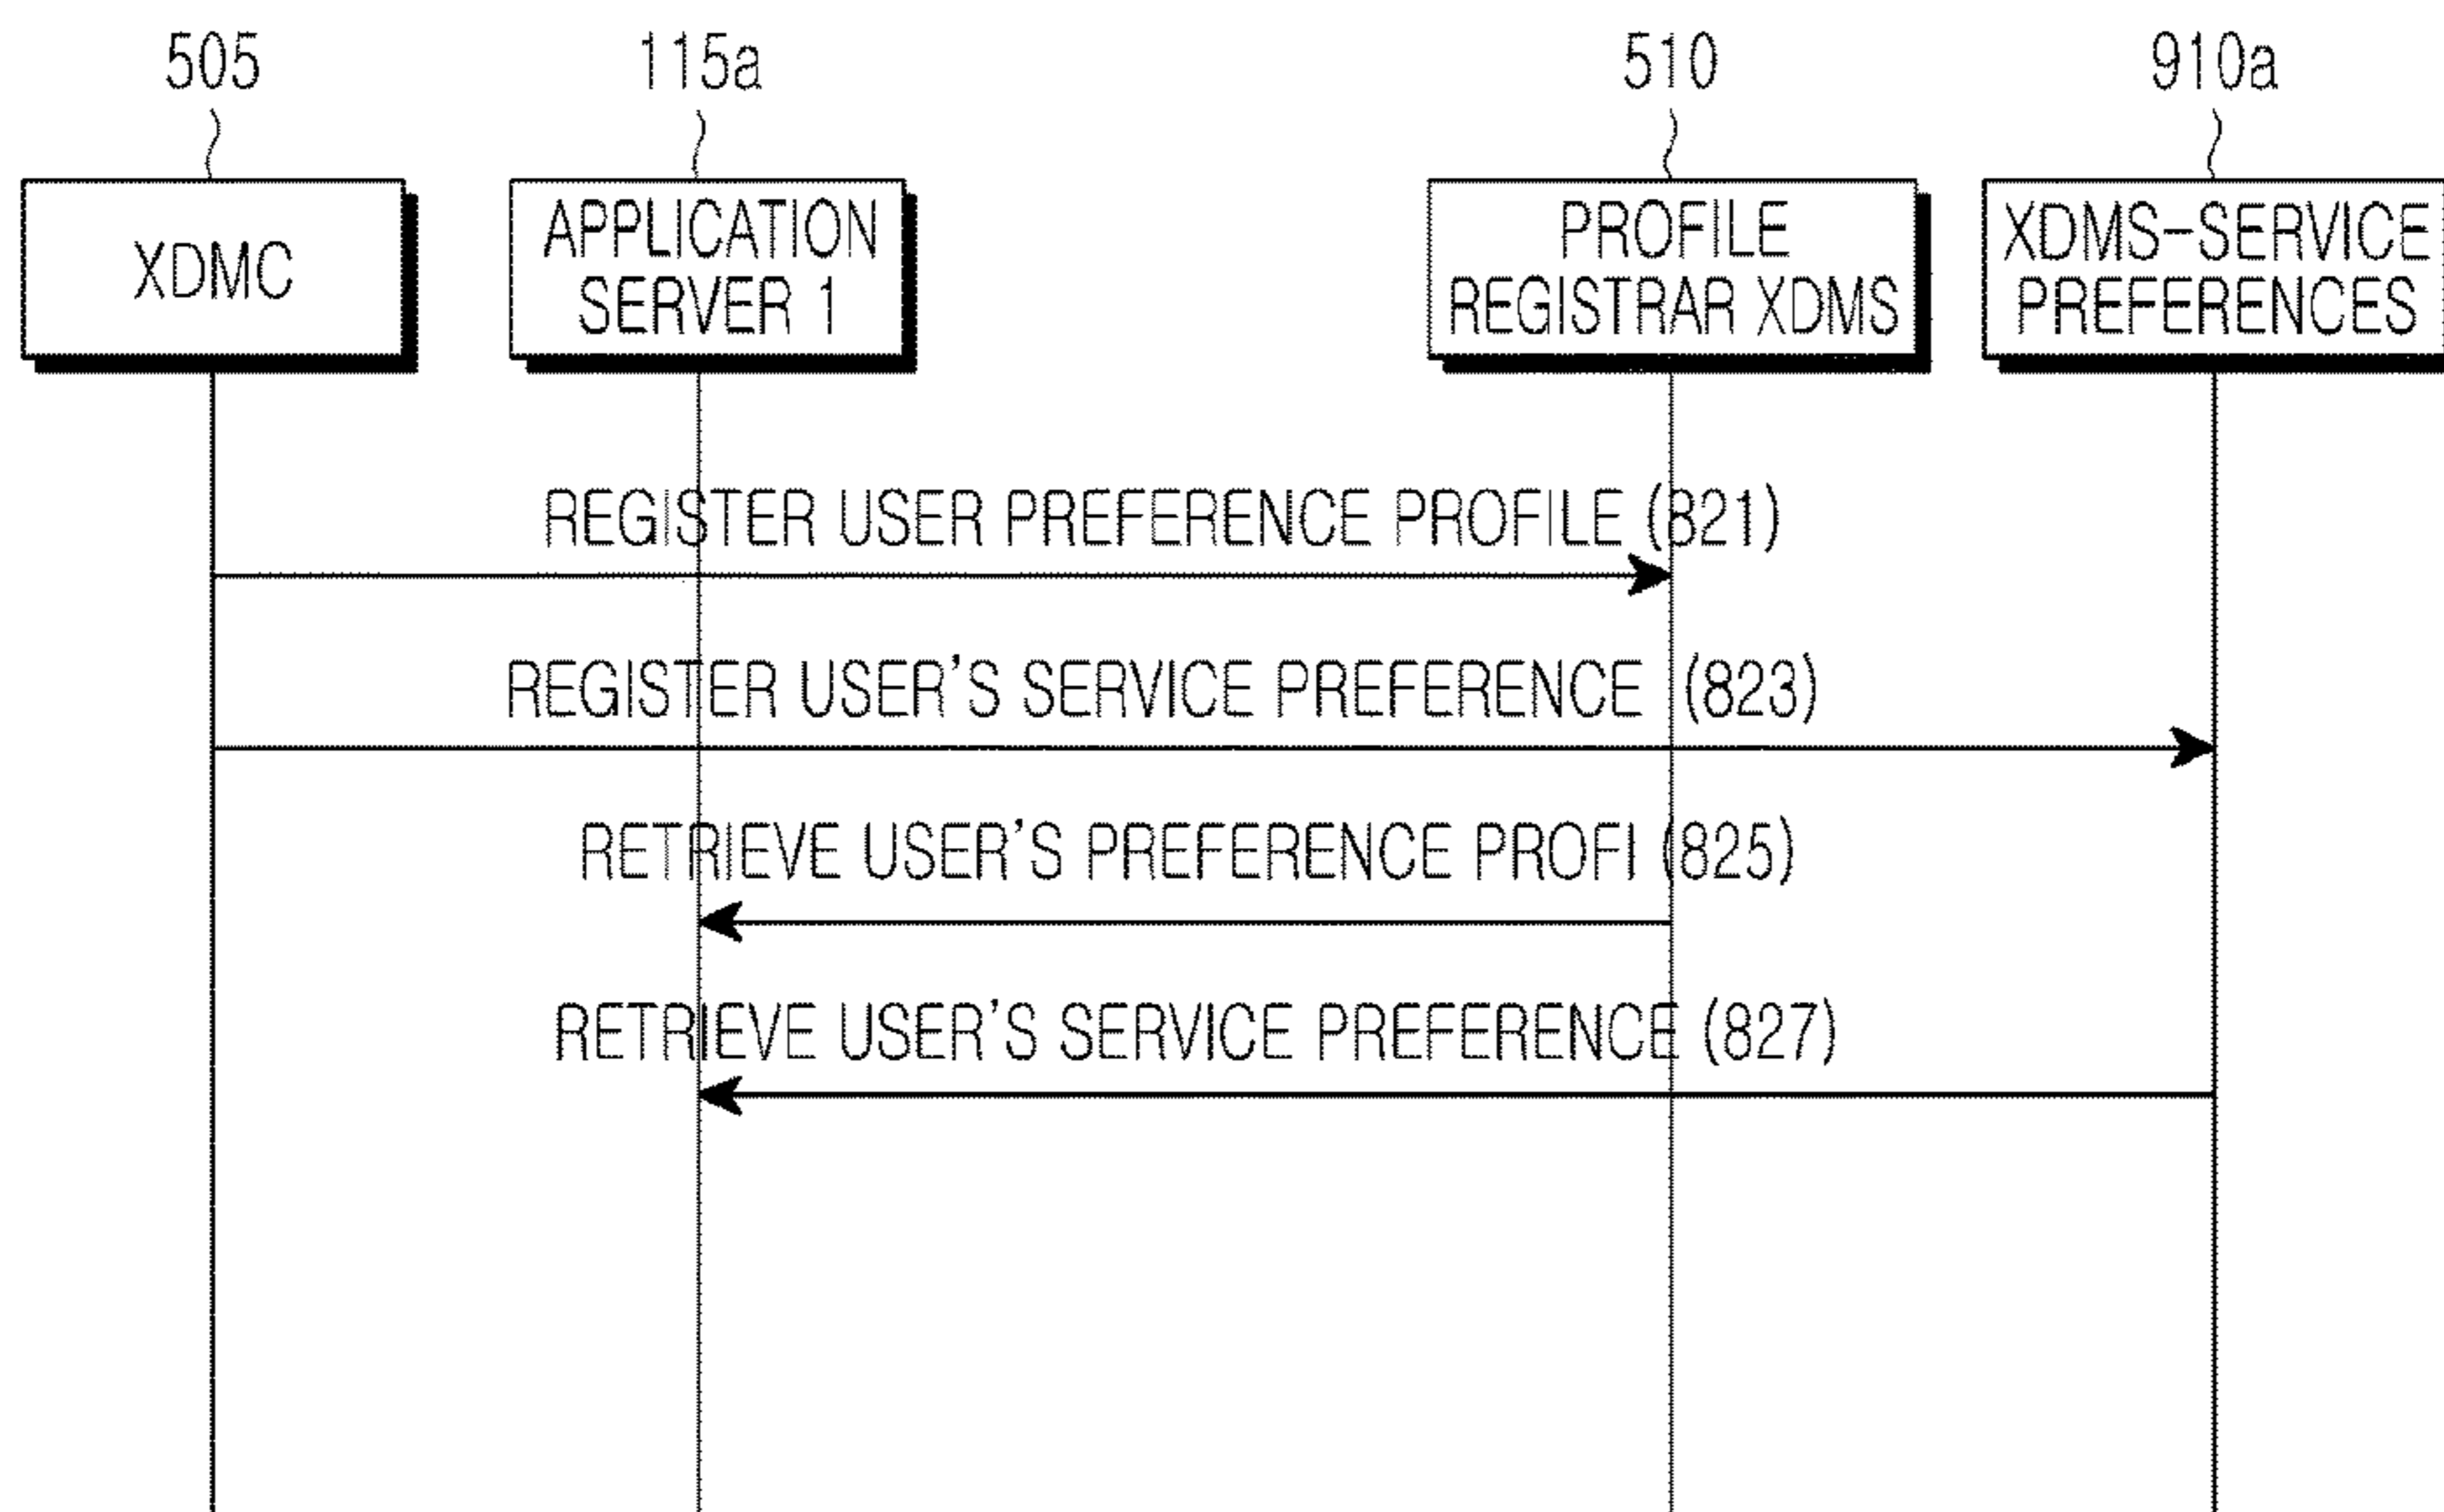 505
115a
510
910a
XDMC
APPLICATION
SERVER 1
PROFILE
REGISTRAR XDMS
XDMS-SERVICE
PREFERENCES
REGISTER USER PREFERENCE PROFILE (821)
REGISTER USER'S SERVICE PREFERENCE (823)
RETRIEVE USER'S PREFERENCE PROFI (825)
RETRIEVE USER'S SERVICE PREFERENCE (827)